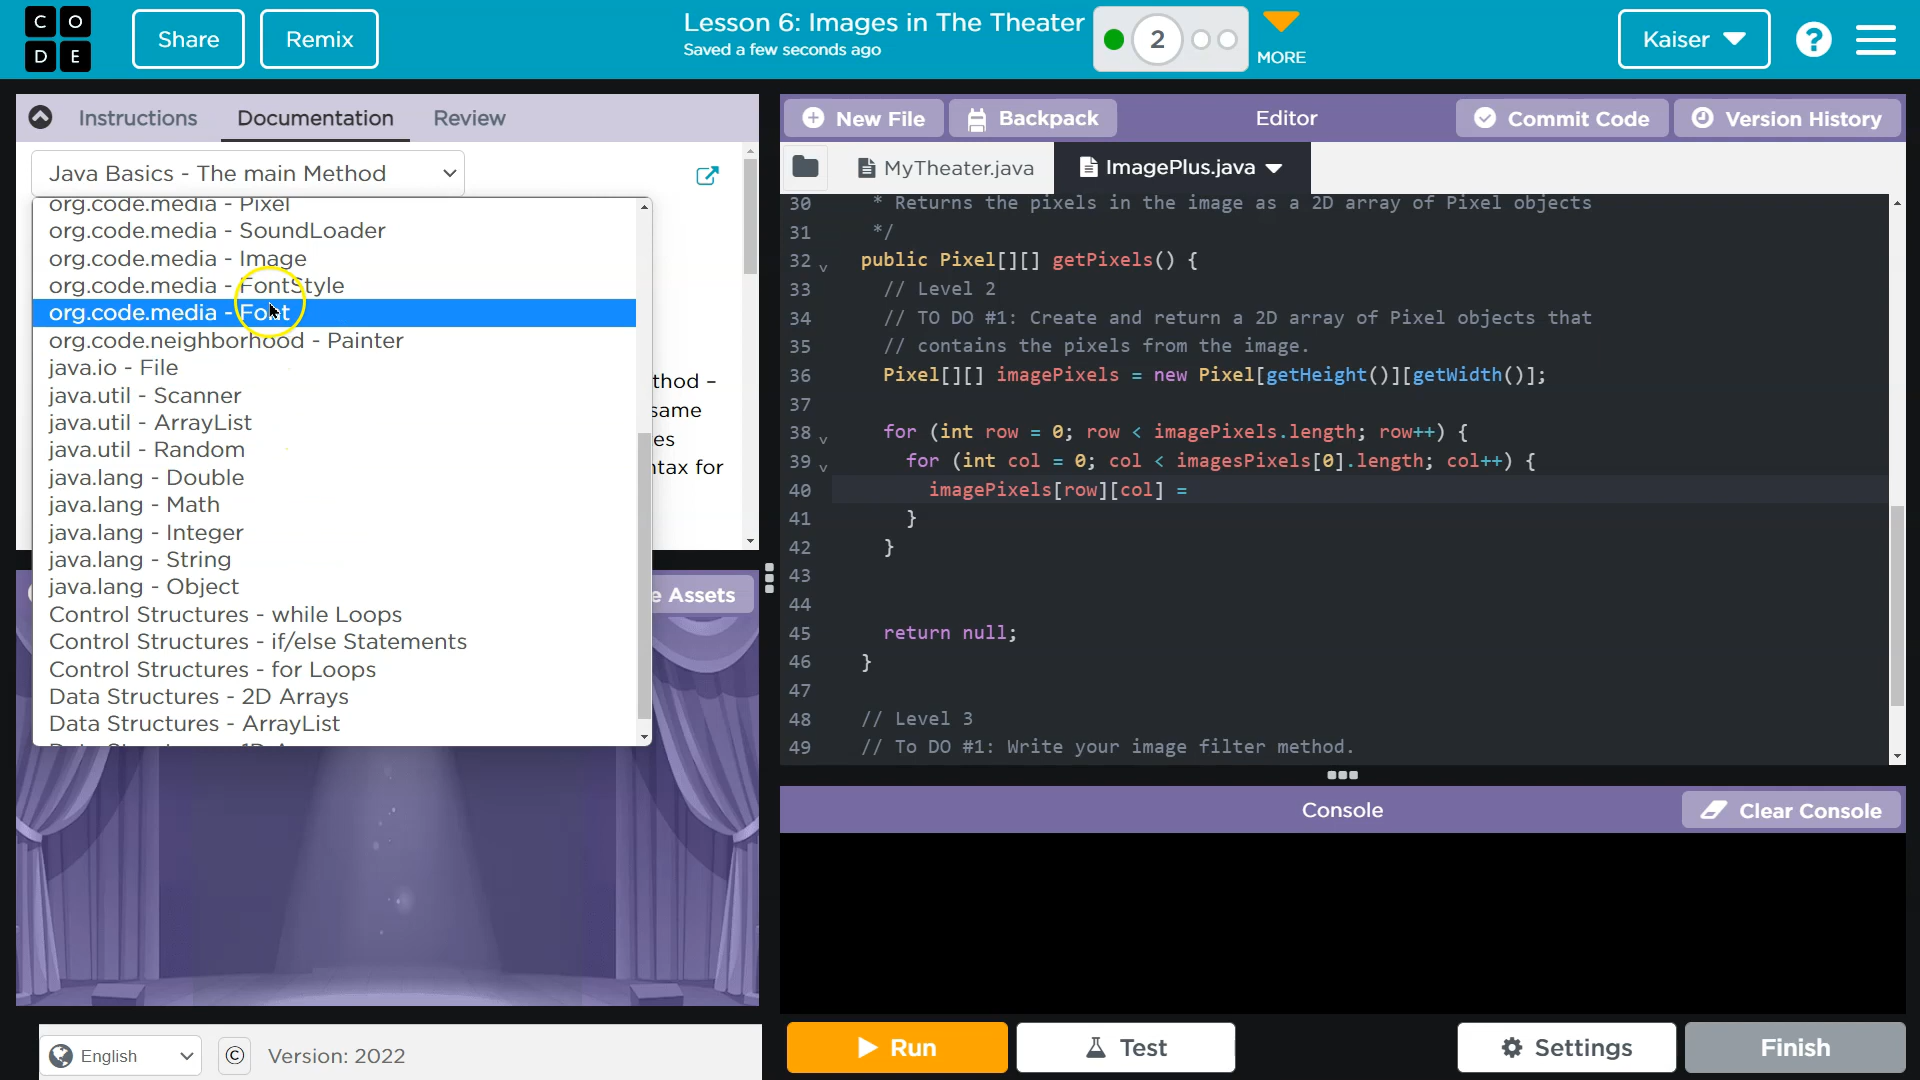 CODE
Share
Remix
Lesson 6: Images in The Theater
Saved a few seconds ago
2
MORE
Kaiser
?
Instructions
Documentation
Review
Java Basics - The main Method
org.code.media - Pixel
org.code.media - SoundLoader
org.code.media - Image
org.code.media - FontStyle
org.code.media - Font
org.code.neighborhood - Painter
java.io - File
java.util - Scanner
java.util - ArrayList
java.util - Random
java.lang - Double
java.lang - Math
java.lang - Integer
java.lang - String
java.lang - Object
Control Structures - while Loops
Control Structures - if/else Statements
Control Structures - for Loops
Data Structures - 2D Arrays
Data Structures - ArrayList
thod –
same
es
ntax for
e Assets
English
©
Version: 2022
New File
Backpack
Editor
Commit Code
Version History
MyTheater.java
ImagePlus.java
30 * Returns the pixels in the image as a 2D array of Pixel objects
31 */
32 public Pixel[][] getPixels() {
33 // Level 2
34 // TO DO #1: Create and return a 2D array of Pixel objects that
35 // contains the pixels from the image.
36 Pixel[][] imagePixels = new Pixel[getHeight()][getWidth()];
37
38 for (int row = 0; row < imagePixels.length; row++) {
39 for (int col = 0; col < imagesPixels[0].length; col++) {
40 imagePixels[row][col] =
41 }
42 }
43
44
45 return null;
46 }
47
48 // Level 3
49 // To DO #1: Write your image filter method.
Console
Clear Console
Run
Test
Settings
Finish